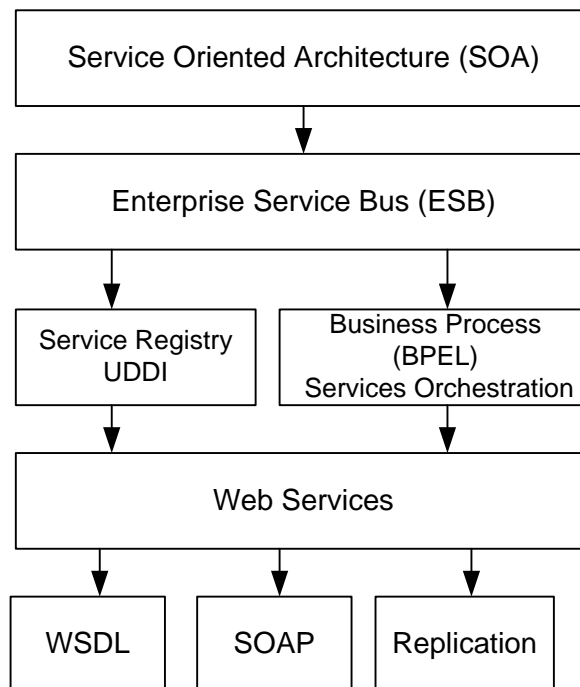 Service Oriented Architecture (SOA)
Enterprise Service Bus (ESB)
Service Registry
UDDI
Business Process
(BPEL)
Services Orchestration
Web Services
WSDL
SOAP
Replication